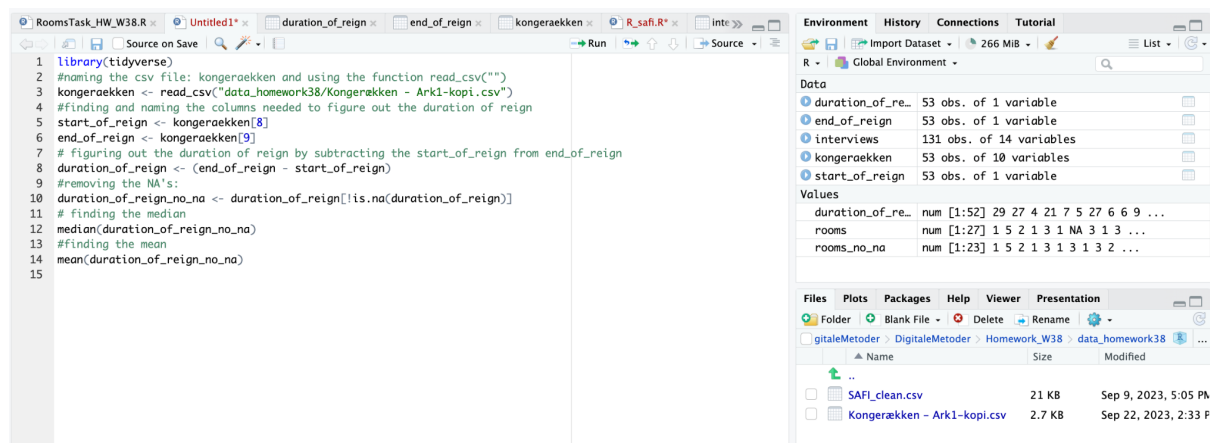 RoomsTask_HW_W38.R × Untitled1* × duration_of_reign × end_of_reign × kongeraekken × R_safi.R* × inte
Source on Save Run Source
1 library(tidyverse)
2 #naming the csv file: kongeraekken and using the function read_csv("")
3 kongeraekken <- read_csv("data_homework38/Kongerækken - Ark1-kopi.csv")
4 #finding and naming the columns needed to figure out the duration of reign
5 start_of_reign <- kongeraekken[8]
6 end_of_reign <- kongeraekken[9]
7 # figuring out the duration of reign by subtracting the start_of_reign from end_of_reign
8 duration_of_reign <- (end_of_reign - start_of_reign)
9 #removing the NA's:
10 duration_of_reign_no_na <- duration_of_reign[!is.na(duration_of_reign)]
11 # finding the median
12 median(duration_of_reign_no_na)
13 #finding the mean
14 mean(duration_of_reign_no_na)
15
Environment History Connections Tutorial
Import Dataset 266 MiB List
R Global Environment
Data
duration_of_re… 53 obs. of 1 variable
end_of_reign 53 obs. of 1 variable
interviews 131 obs. of 14 variables
kongeraekken 53 obs. of 10 variables
start_of_reign 53 obs. of 1 variable
Values
duration_of_re… num [1:52] 29 27 4 21 7 5 27 6 6 9 ...
rooms num [1:27] 1 5 2 1 3 1 NA 3 1 3 ...
rooms_no_na num [1:23] 1 5 2 1 3 1 3 1 3 2 ...
Files Plots Packages Help Viewer Presentation
Folder Blank File Delete Rename
gitaleMetoder > DigitaleMetoder > Homework_W38 > data_homework38 R ...
Name Size Modified
..
SAFI_clean.csv 21 KB Sep 9, 2023, 5:05 PM
Kongerækken - Ark1-kopi.csv 2.7 KB Sep 22, 2023, 2:33 P